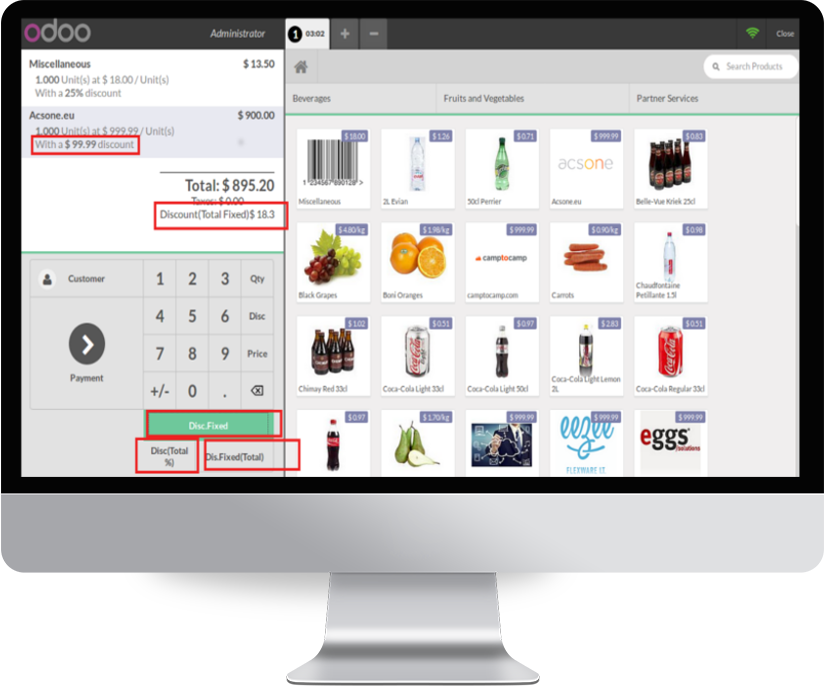 odoo
Administrator
1 03:02
+
−
Close
Miscellaneous $ 13.50
1.000 Unit(s) at $ 18.00 / Unit(s)
With a 25% discount
Acsone.eu $ 900.00
1.000 Unit(s) at $ 999.99 / Unit(s)
With a $ 99.99 discount
Total: $ 895.20
Taxes: $ 0.00
Discount(Total Fixed)$ 18.3
Customer
Payment
1 2 3 Qty
4 5 6 Disc
7 8 9 Price
+/- 0 .
Disc.Fixed
Disc(Total
%)
Dis.Fixed(Total)
Search Products
Beverages
Fruits and Vegetables
Partner Services
$ 18.00
1 "234567"890128" >
Miscellaneous
$ 1.26
2L Evian
$ 0.71
50cl Perrier
$ 999.99
acsone
Acsone.eu
$ 0.83
Belle-Vue Kriek 25cl
$ 4.80/kg
Black Grapes
$ 1.98/kg
Boni Oranges
$ 999.99
camptocamp
camptocamp.com
$ 0.90/kg
Carrots
$ 0.98
Chaudfontaine
Petillante 1.5l
$ 1.02
Chimay Red 33cl
$ 0.51
Coca-Cola Light 33cl
$ 0.97
Coca-Cola Light 50cl
$ 2.83
Coca-Cola Light Lemon
2L
$ 0.51
Coca-Cola Regular 33cl
$ 0.97
$ 1.70/kg
$ 999.99
$ 999.99
eezee
FLEXWARE LT.
$ 999.99
eggs
solutions